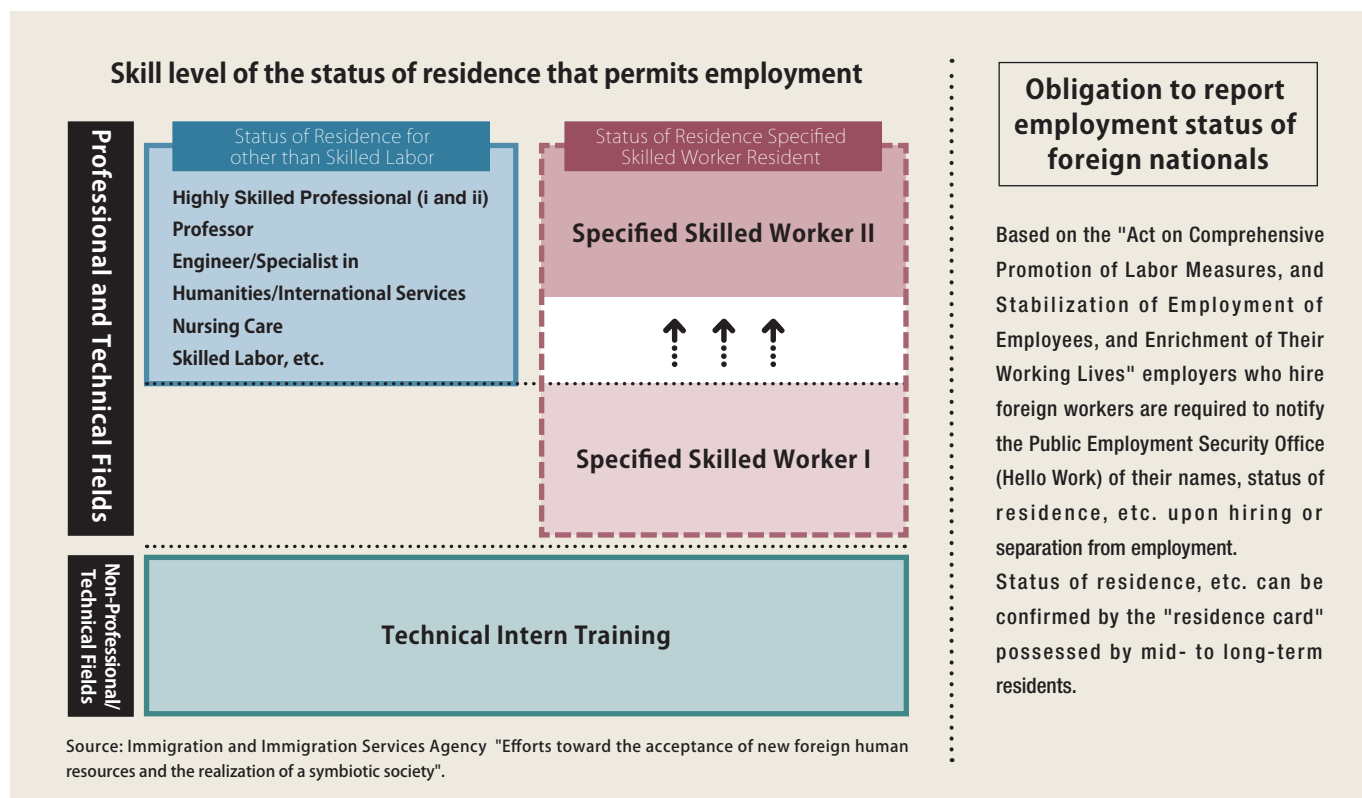 Skill level of the status of residence that permits employment
Professional and Technical Fields
Status of Residence for
other than Skilled Labor
Highly Skilled Professional (i and ii)
Professor
Engineer/Specialist in
Humanities/International Services
Nursing Care
Skilled Labor, etc.
Status of Residence Specified
Skilled Worker Resident
Specified Skilled Worker II
Specified Skilled Worker I
Non-Professional/
Technical Fields
Technical Intern Training
Source: Immigration and Immigration Services Agency "Efforts toward the acceptance of new foreign human
resources and the realization of a symbiotic society".
Obligation to report
employment status of
foreign nationals
Based on the "Act on Comprehensive
Promotion of Labor Measures, and
Stabilization of Employment of
Employees, and Enrichment of Their
Working Lives" employers who hire
foreign workers are required to notify
the Public Employment Security Office
(Hello Work) of their names, status of
residence, etc. upon hiring or
separation from employment.
Status of residence, etc. can be
confirmed by the "residence card"
possessed by mid- to long-term
residents.